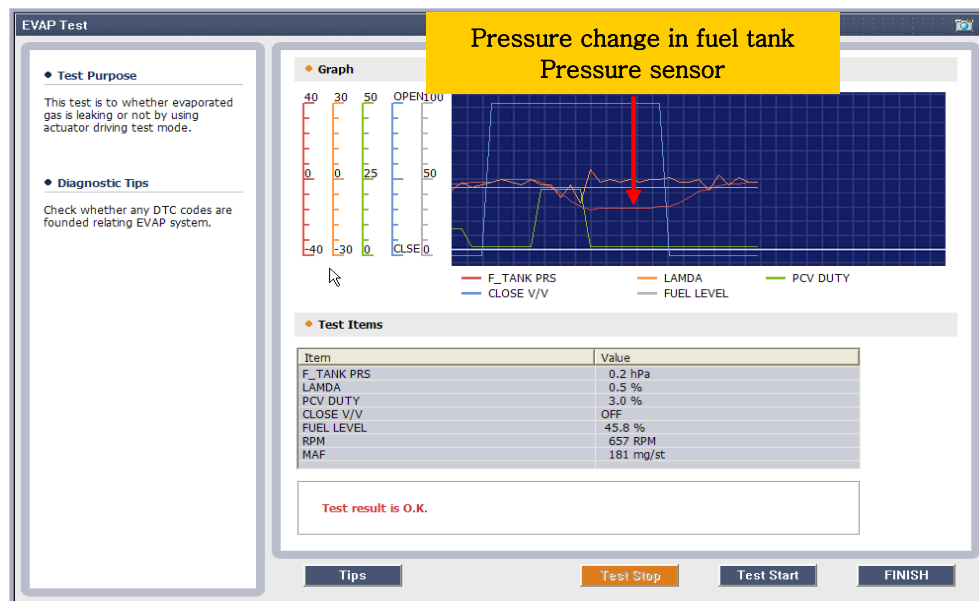 EVAP Test
Pressure change in fuel tank
Pressure sensor
Test Purpose
This test is to whether evaporated
gas is leaking or not by using
actuator driving test mode.
Diagnostic Tips
Check whether any DTC codes are
founded relating EVAP system.
Graph
40 30 50 OPEN 100
0 0 25 50
-40 -30 0 CLSE 0
F_TANK PRS LAMDA PCV DUTY
CLOSE V/V FUEL LEVEL
Test Items
Item Value
F_TANK PRS 0.2 hPa
LAMDA 0.5 %
PCV DUTY 3.0 %
CLOSE V/V OFF
FUEL LEVEL 45.8 %
RPM 657 RPM
MAF 181 mg/st
Test result is O.K.
Tips Test Stop Test Start FINISH